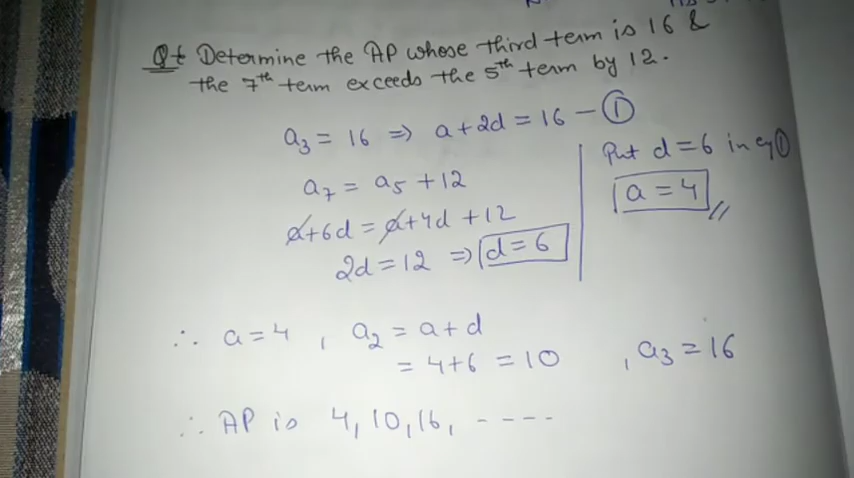 Qt Determine the AP whose third term is 16 &
the 7th term exceeds the 5th term by 12.
a3 = 16 => a+2d = 16 — ①
a7 = a5 + 12
a+6d = a+4d +12
2d = 12 => d = 6
Put d = 6 in eq ①
a = 4 //
∴ a = 4 , a2 = a+d
= 4+6 = 10 , a3 = 16
∴ AP is 4, 10, 16, ----